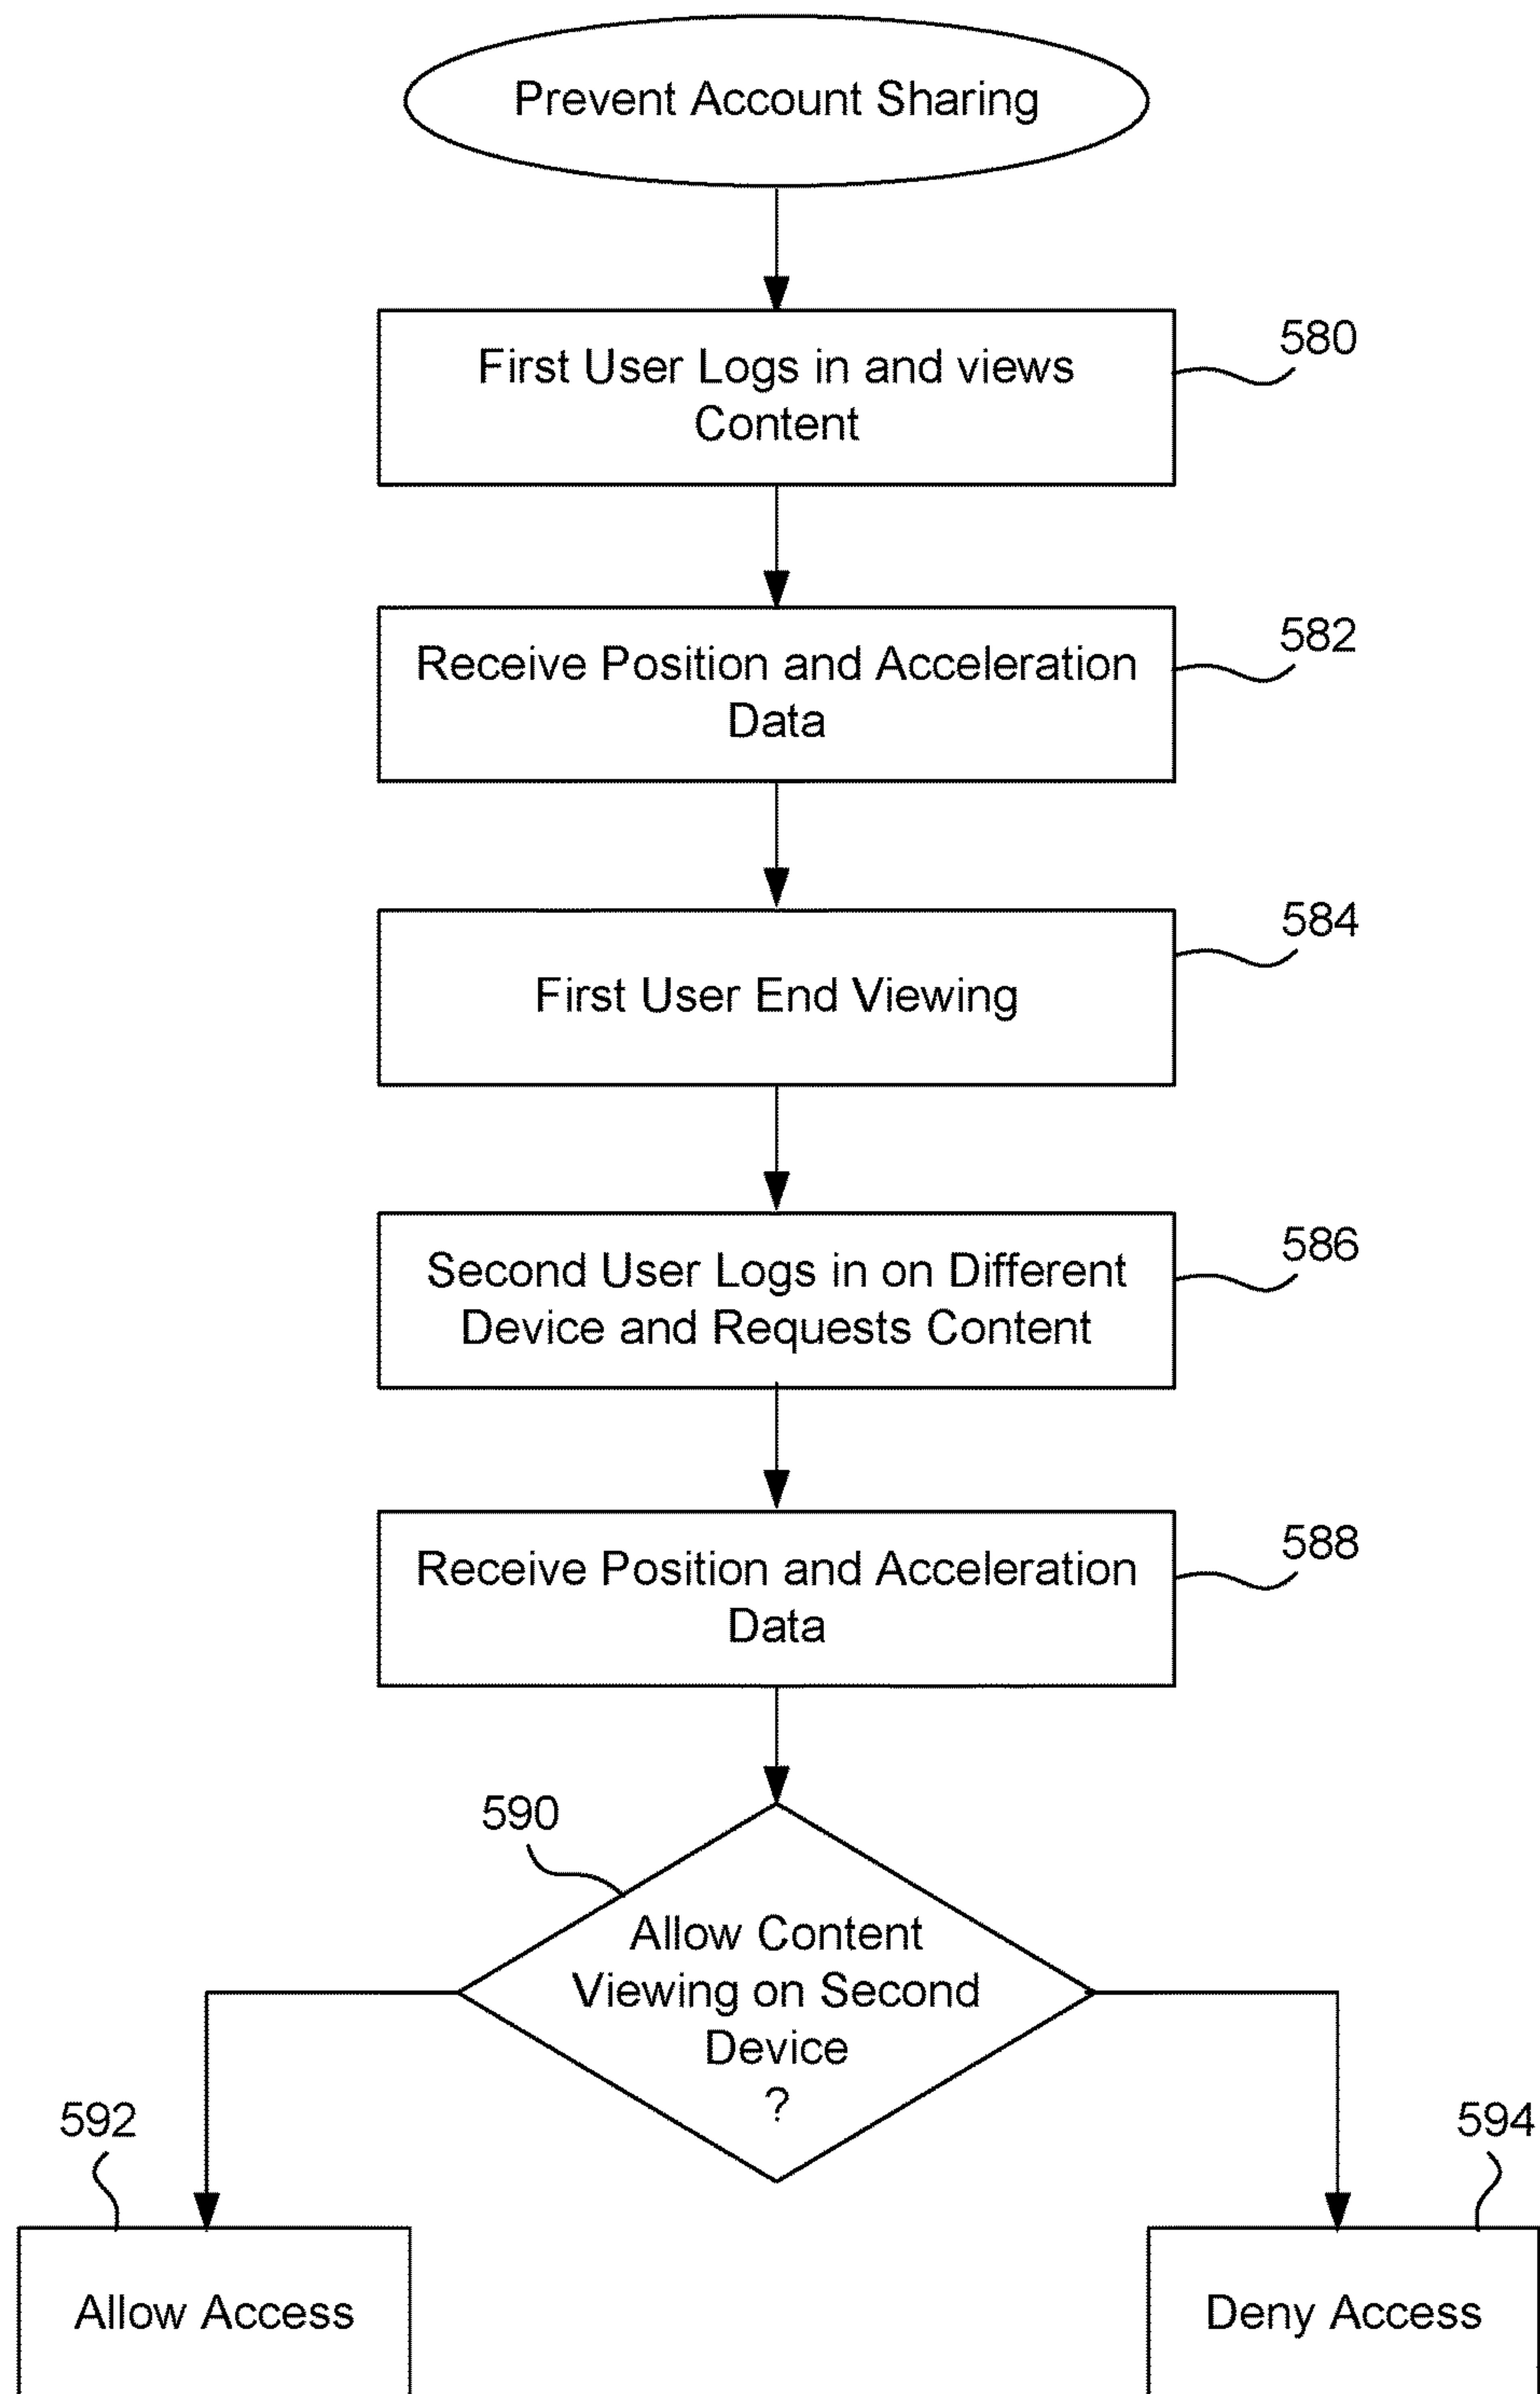 Prevent Account Sharing
First User Logs in and views
Content
580
Receive Position and Acceleration
Data
582
First User End Viewing
584
Second User Logs in on Different
Device and Requests Content
586
Receive Position and Acceleration
Data
588
590
Allow Content
Viewing on Second
Device
?
592
594
Allow Access
Deny Access